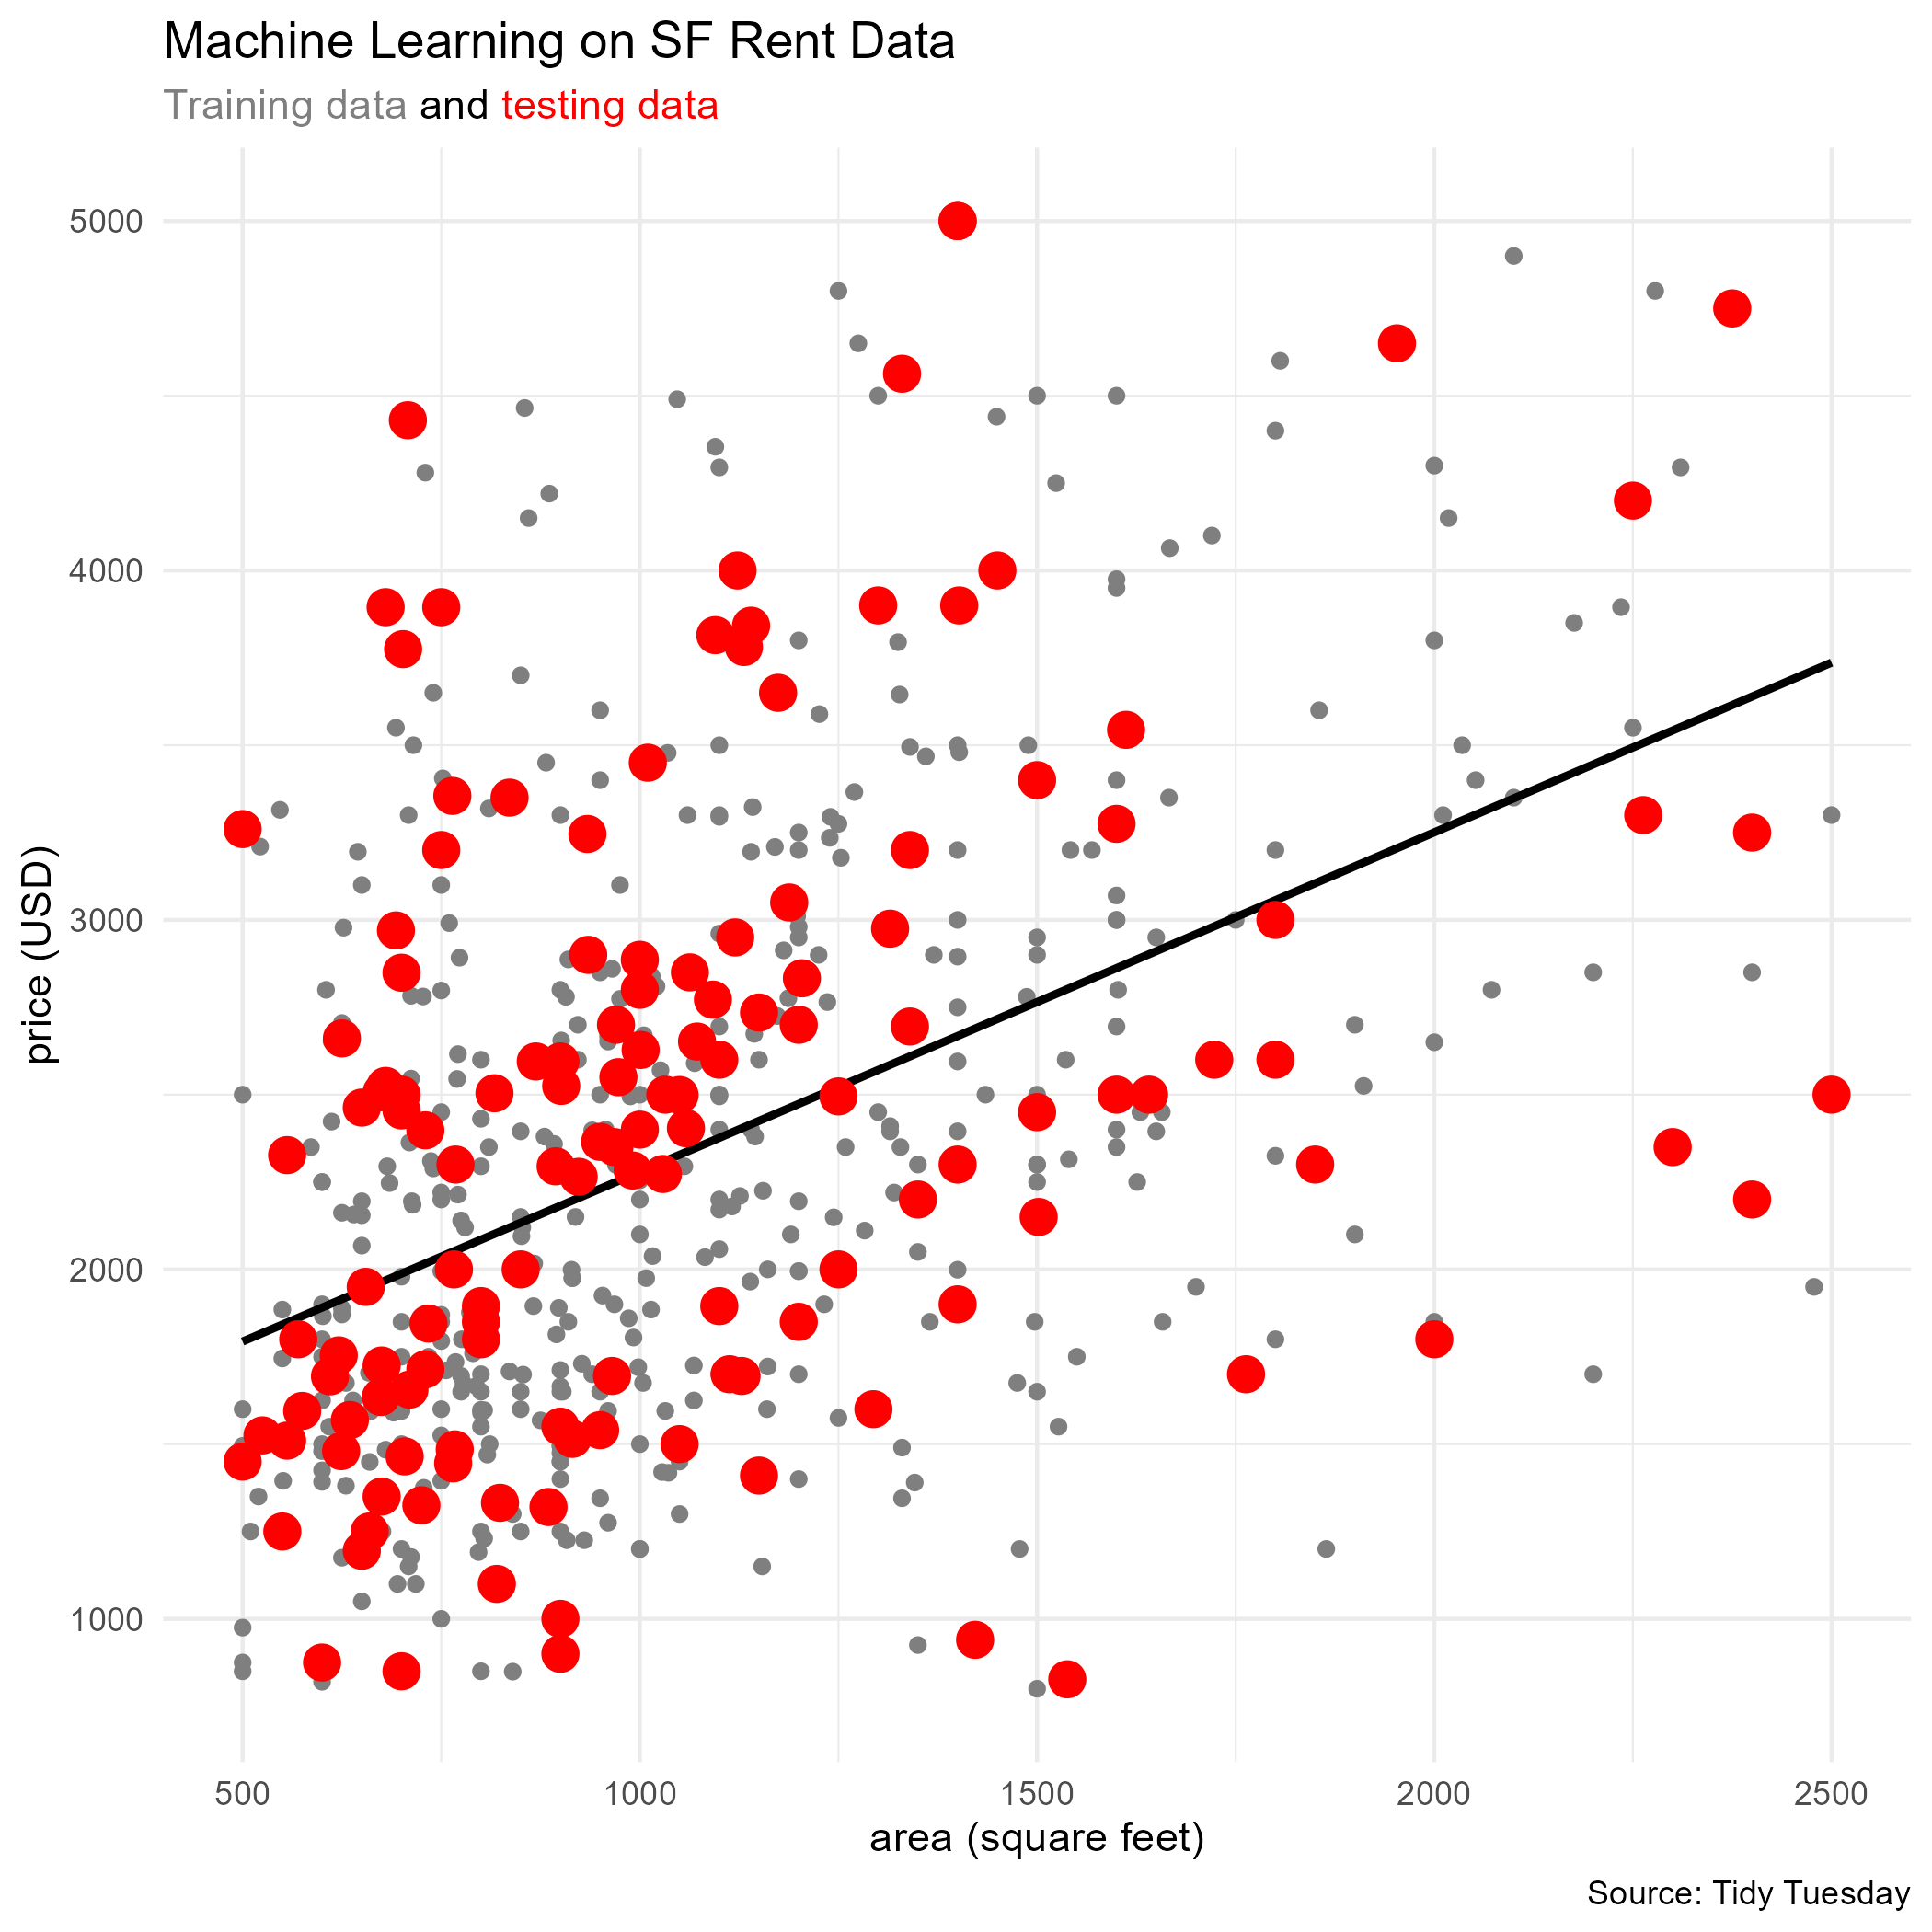 Machine Learning on SF Rent Data
Training data and testing data
price (USD)
5000
4000
3000
2000
1000
500
1000
1500
2000
2500
area (square feet)
Source: Tidy Tuesday